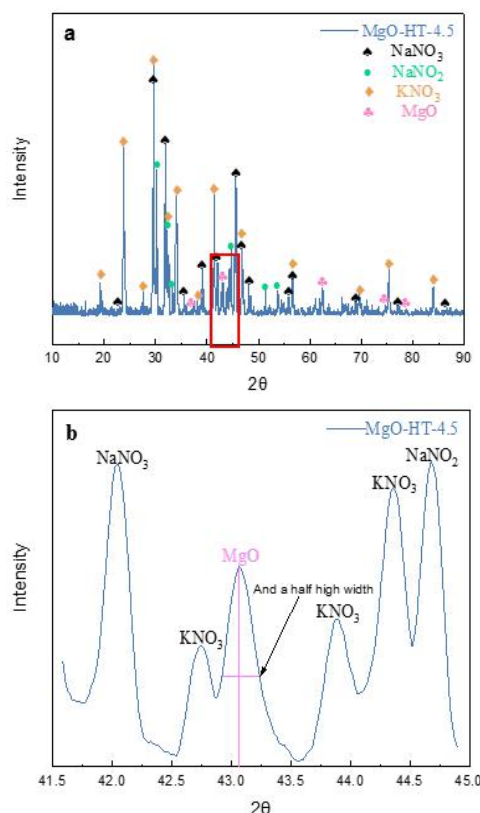 a
MgO-HT-4.5
NaNO₃
NaNO₂
KNO₃
MgO
Intensity
10 20 30 40 50 60 70 80 90
2θ
b
MgO-HT-4.5
NaNO₃
NaNO₂
KNO₃
MgO
And a half high width
KNO₃
KNO₃
Intensity
41.5 42.0 42.5 43.0 43.5 44.0 44.5 45.0
2θ